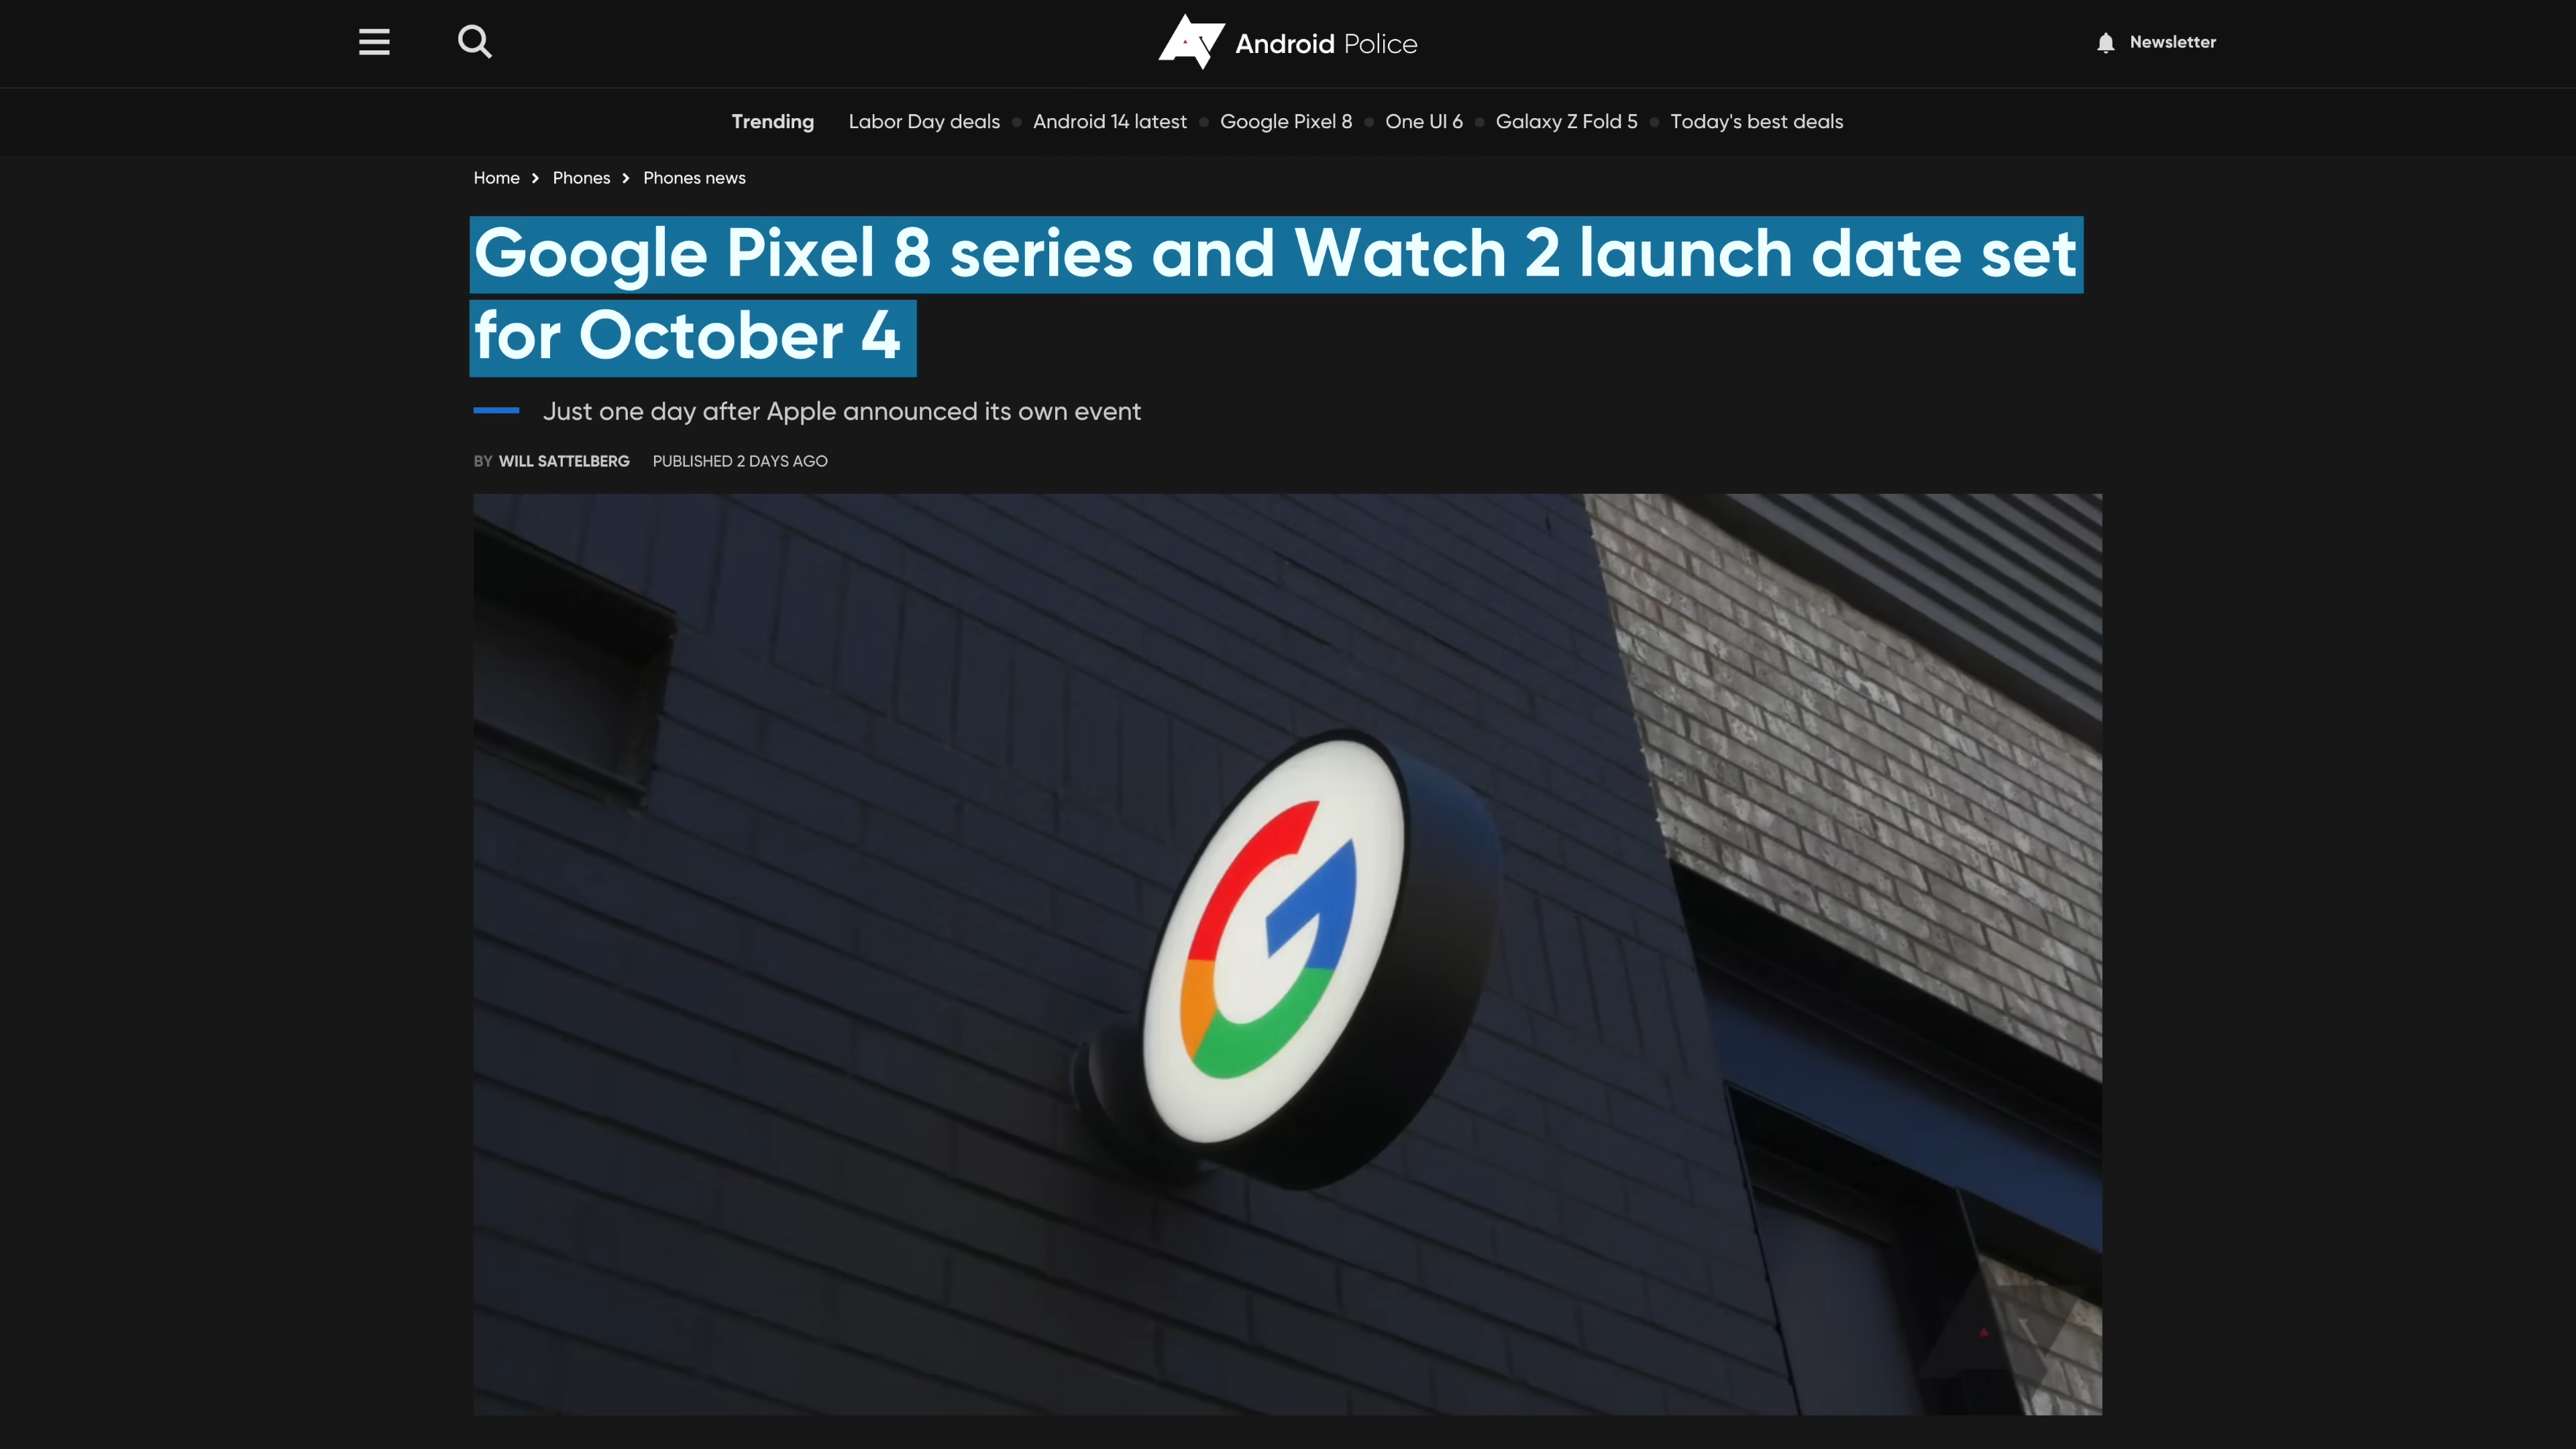 Android Police
Newsletter
Trending Labor Day deals Android 14 latest Google Pixel 8 One UI 6 Galaxy Z Fold 5 Today's best deals
Home Phones Phones news
Google Pixel 8 series and Watch 2 launch date set
for October 4
Just one day after Apple announced its own event
BY WILL SATTELBERG PUBLISHED 2 DAYS AGO
G